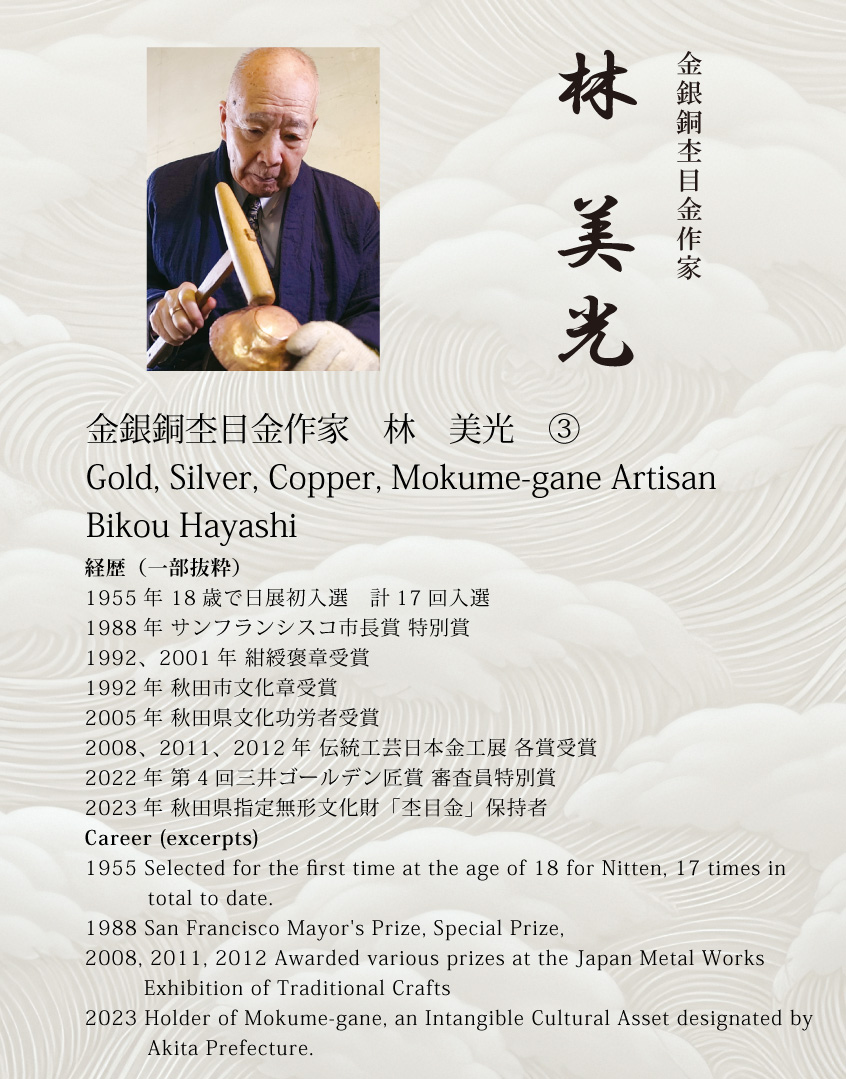 金銀銅杢目金作家
林 美光
金銀銅杢目金作家　林　美光　③
Gold, Silver, Copper, Mokume-gane Artisan
Bikou Hayashi
経歴（一部抜粋）
1955 年 18 歳で日展初入選　計 17 回入選
1988 年 サンフランシスコ市長賞 特別賞
1992、2001 年 紺綬褒章受賞
1992 年 秋田市文化章受賞
2005 年 秋田県文化功労者受賞
2008、2011、2012 年 伝統工芸日本金工展 各賞受賞
2022 年 第 4 回三井ゴールデン匠賞 審査員特別賞
2023 年 秋田県指定無形文化財「杢目金」保持者
Career (excerpts)
1955 Selected for the first time at the age of 18 for Nitten, 17 times in
total to date.
1988 San Francisco Mayor's Prize, Special Prize,
2008, 2011, 2012 Awarded various prizes at the Japan Metal Works
Exhibition of Traditional Crafts
2023 Holder of Mokume-gane, an Intangible Cultural Asset designated by
Akita Prefecture.